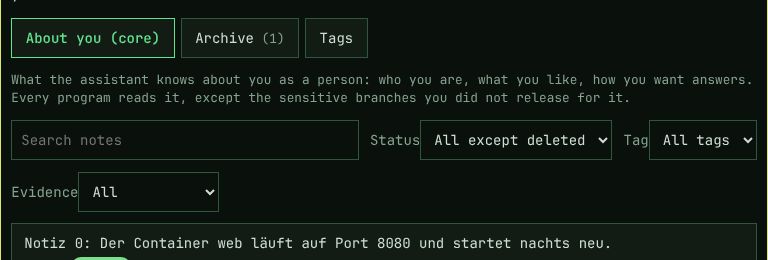 About you (core)
Archive (1)
Tags
What the assistant knows about you as a person: who you are, what you like, how you want answers.
Every program reads it, except the sensitive branches you did not release for it.
Search notes
Status
All except deleted
Tag
All tags
Evidence
All
Notiz 0: Der Container web läuft auf Port 8080 und startet nachts neu.